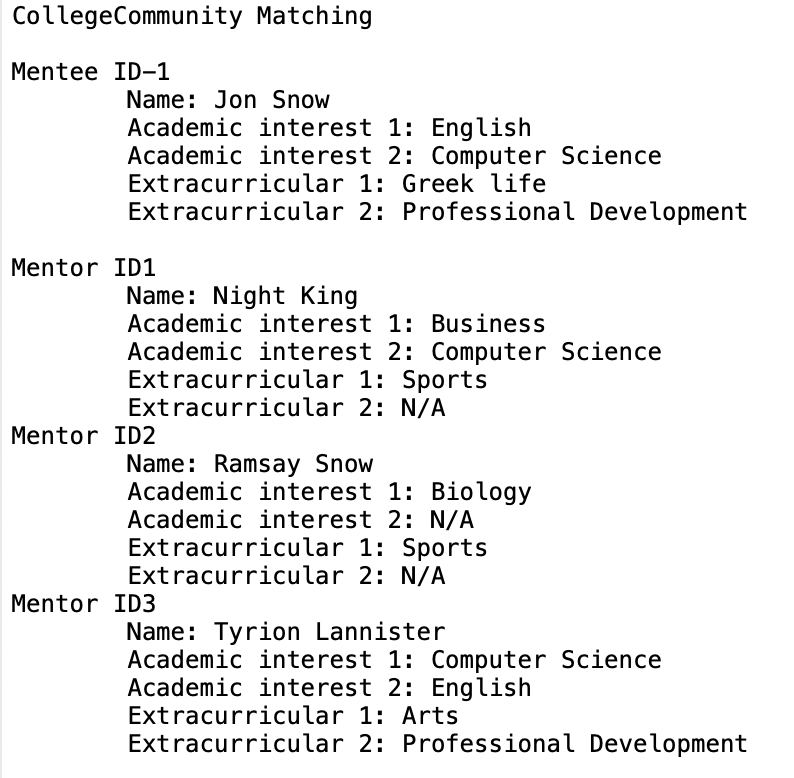 CollegeCommunity Matching
Mentee ID-1
Name: Jon Snow
Academic interest 1: English
Academic interest 2: Computer Science
Extracurricular 1: Greek life
Extracurricular 2: Professional Development
Mentor ID1
Name: Night King
Academic interest 1: Business
Academic interest 2: Computer Science
Extracurricular 1: Sports
Extracurricular 2: N/A
Mentor ID2
Name: Ramsay Snow
Academic interest 1: Biology
Academic interest 2: N/A
Extracurricular 1: Sports
Extracurricular 2: N/A
Mentor ID3
Name: Tyrion Lannister
Academic interest 1: Computer Science
Academic interest 2: English
Extracurricular 1: Arts
Extracurricular 2: Professional Development